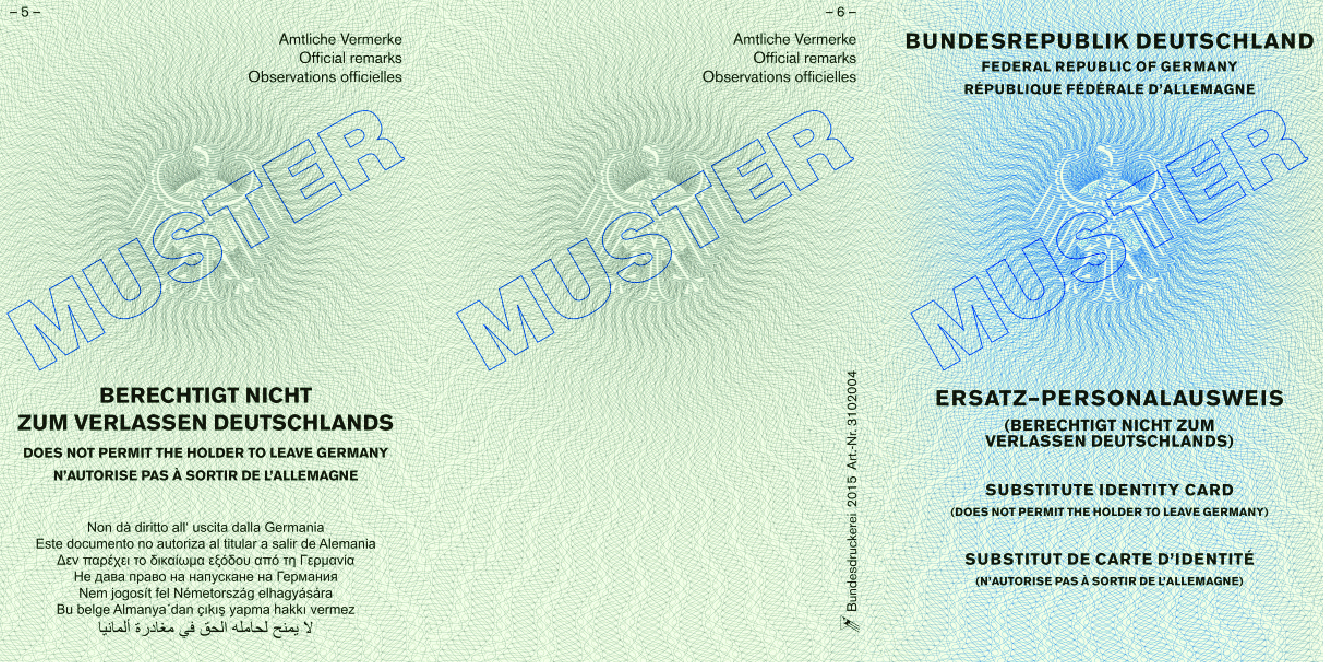 – 5 –
Amtliche Vermerke
Official remarks
Observations officielles
MUSTER
BERECHTIGT NICHT
ZUM VERLASSEN DEUTSCHLANDS
DOES NOT PERMIT THE HOLDER TO LEAVE GERMANY
N'AUTORISE PAS À SORTIR DE L'ALLEMAGNE
Non dà diritto all' uscita dalla Germania
Este documento no autoriza al titular a salir de Alemania
Δεν παρέχει το δικαίωμα εξόδου από τη Γερμανία
Не дава право на напускане на Германия
Nem jogosít fel Németország elhagyására
Bu belge Almanya´dan çıkış yapma hakkı vermez
لا يمنح لحامله الحق في مغادرة ألمانيا
– 6 –
Amtliche Vermerke
Official remarks
Observations officielles
MUSTER
Bundesdruckerei 2015 Art.-Nr. 3102004
BUNDESREPUBLIK DEUTSCHLAND
FEDERAL REPUBLIC OF GERMANY
RÉPUBLIQUE FÉDÉRALE D'ALLEMAGNE
MUSTER
ERSATZ–PERSONALAUSWEIS
(BERECHTIGT NICHT ZUM
VERLASSEN DEUTSCHLANDS)
SUBSTITUTE IDENTITY CARD
(DOES NOT PERMIT THE HOLDER TO LEAVE GERMANY)
SUBSTITUT DE CARTE D'IDENTITÉ
(N'AUTORISE PAS À SORTIR DE L'ALLEMAGNE)